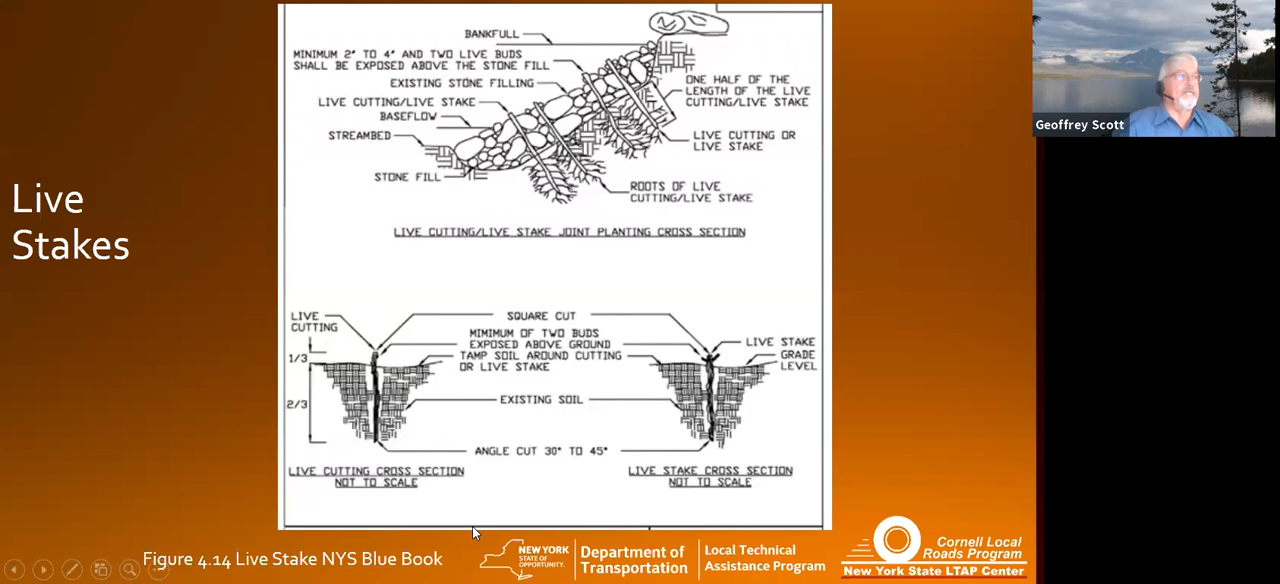 Live
Stakes
BANKFULL
MINIMUM 2" TO 4" AND TWO LIVE BUDS
SHALL BE EXPOSED ABOVE THE STONE FILL
EXISTING STONE FILLING
LIVE CUTTING/LIVE STAKE
BASEFLOW
STREAMBED
STONE FILL
ONE HALF OF THE
LENGTH OF THE LIVE
CUTTING/LIVE STAKE
LIVE CUTTING OR
LIVE STAKE
ROOTS OF LIVE
CUTTING/LIVE STAKE
LIVE CUTTING/LIVE STAKE JOINT PLANTING CROSS SECTION
LIVE
CUTTING
1/3
2/3
SQUARE CUT
MIMIMUM OF TWO BUDS
EXPOSED ABOVE GROUND
TAMP SOIL AROUND CUTTING
OR LIVE STAKE
EXISTING SOIL
ANGLE CUT 30° TO 45°
LIVE STAKE
GRADE
LEVEL
LIVE CUTTING CROSS SECTION
NOT TO SCALE
LIVE STAKE CROSS SECTION
NOT TO SCALE
Figure 4.14 Live Stake NYS Blue Book
NEW YORK
STATE OF
OPPORTUNITY.
Department of
Transportation
Local Technical
Assistance Program
Cornell Local
Roads Program
New York State LTAP Center
Geoffrey Scott